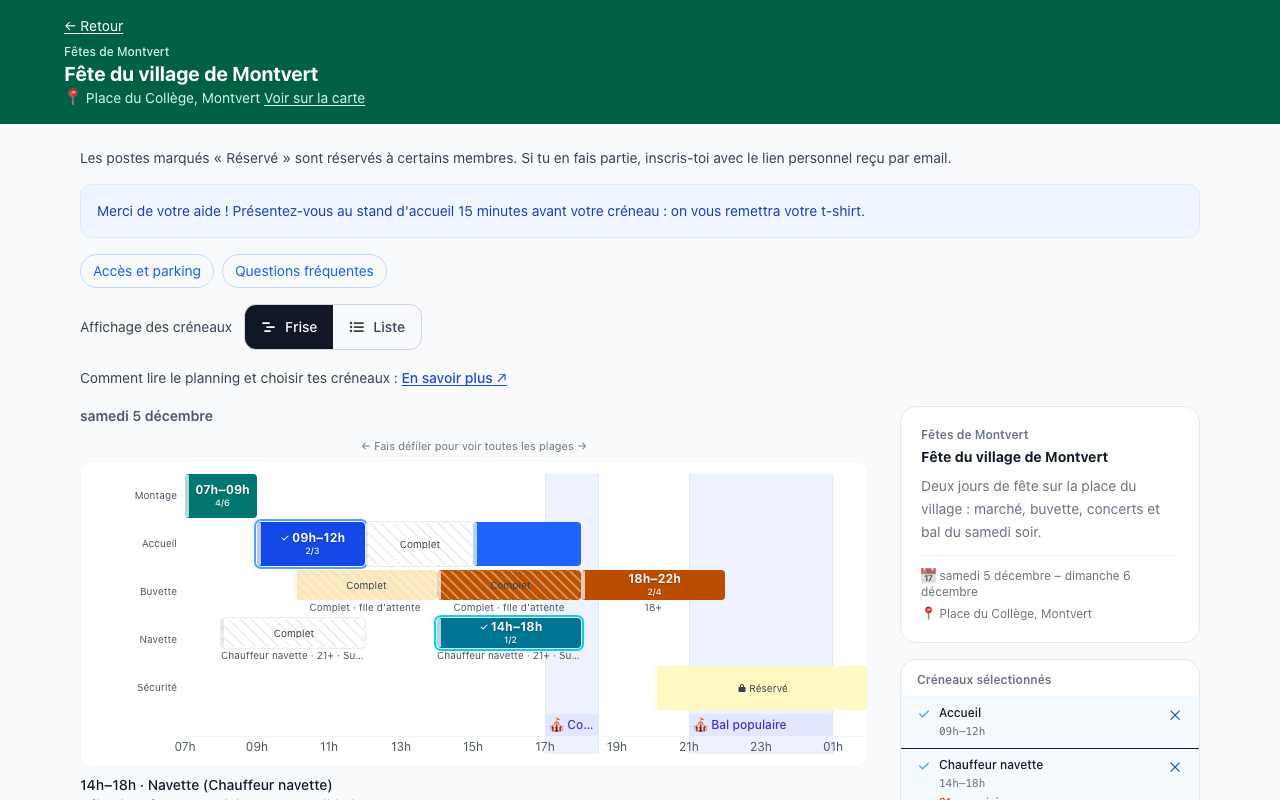 ← Retour
Fêtes de Montvert
Fête du village de Montvert
📍 Place du Collège, Montvert Voir sur la carte
Les postes marqués « Réservé » sont réservés à certains membres. Si tu en fais partie, inscris-toi avec le lien personnel reçu par email.
Merci de votre aide ! Présentez-vous au stand d'accueil 15 minutes avant votre créneau : on vous remettra votre t-shirt.
Accès et parking
Questions fréquentes
Affichage des créneaux
Frise
Liste
Comment lire le planning et choisir tes créneaux : En savoir plus ↗
samedi 5 décembre
← Fais défiler pour voir toutes les plages →
Montage
07h–09h
4/6
Accueil
✓ 09h–12h
2/3
Complet
Buvette
Complet
Complet · file d'attente
Complet
Complet · file d'attente
18h–22h
2/4
18+
Navette
Complet
Chauffeur navette · 21+ · Su…
✓ 14h–18h
1/2
Chauffeur navette · 21+ · Su…
Sécurité
🔒 Réservé
🎪 Co…
🎪 Bal populaire
07h 09h 11h 13h 15h 17h 19h 21h 23h 01h
14h–18h · Navette (Chauffeur navette)
Fêtes de Montvert
Fête du village de Montvert
Deux jours de fête sur la place du
village : marché, buvette, concerts et
bal du samedi soir.
📅 samedi 5 décembre – dimanche 6
décembre
📍 Place du Collège, Montvert
Créneaux sélectionnés
✓ Accueil
09h–12h
✓ Chauffeur navette
14h–18h